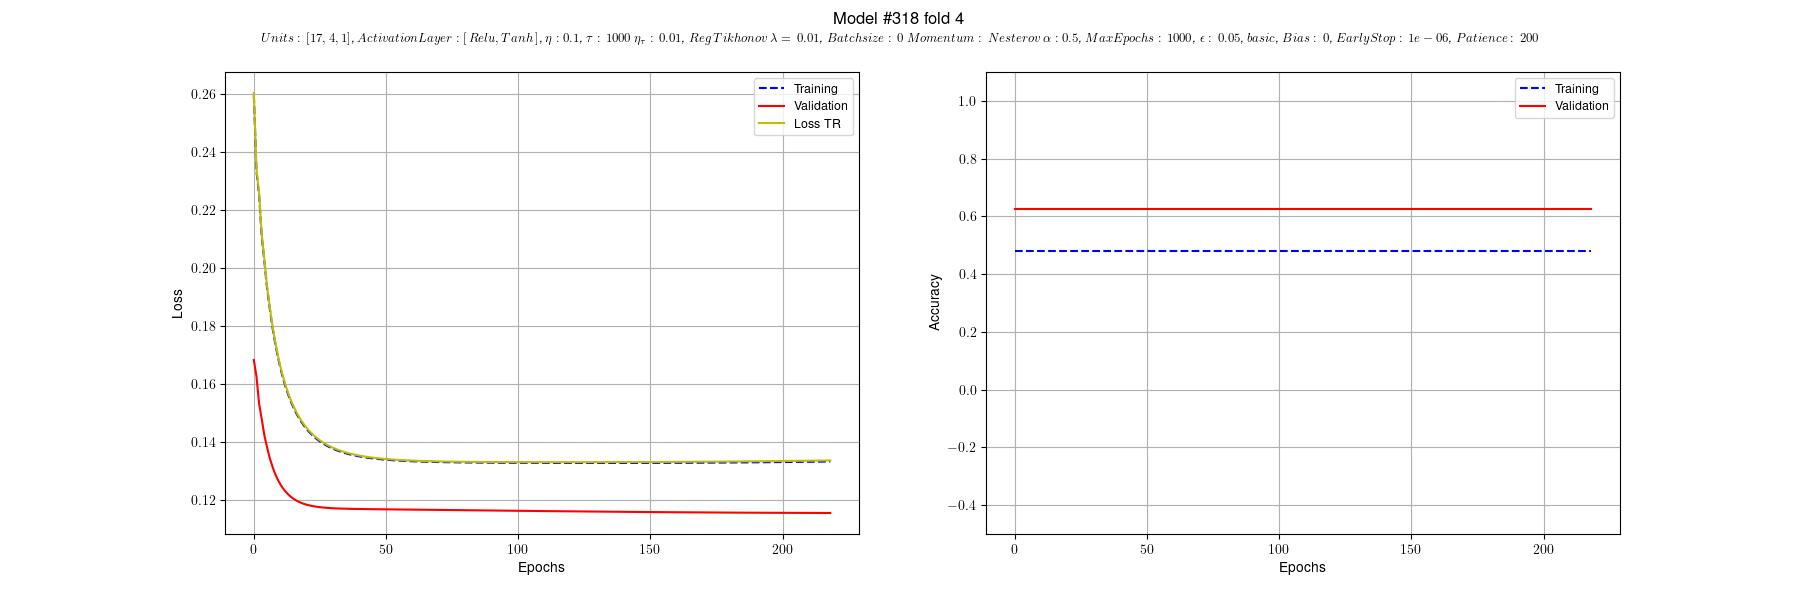 Model #318 fold 4
Units : [17, 4, 1], ActivationLayer : [ Relu, Tanh ], η : 0.1, τ : 1000 ητ : 0.01, Reg Tikhonov λ = 0.01, Batchsize : 0 Momentum : Nesterov α : 0.5, MaxEpochs : 1000, ϵ : 0.05, basic, Bias : 0, EarlyStop : 1e − 06, Patience : 200
Training
Validation
Loss TR
0.26
0.24
0.22
0.20
0.18
0.16
0.14
0.12
Loss
0
50
100
150
200
Epochs
Training
Validation
1.0
0.8
0.6
0.4
0.2
0.0
−0.2
−0.4
Accuracy
0
50
100
150
200
Epochs